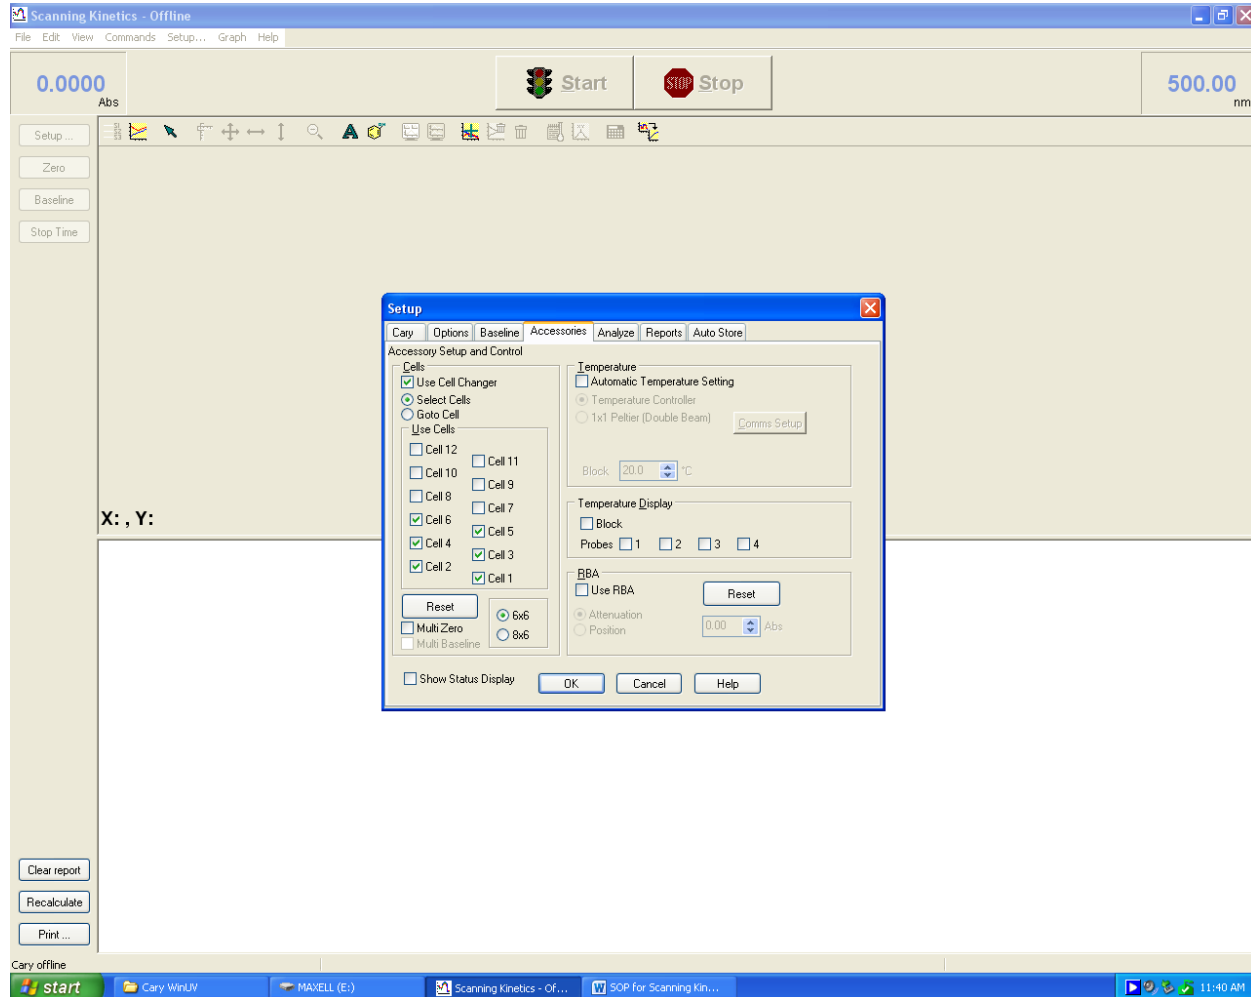 Scanning Kinetics - Offline
File Edit View Commands Setup... Graph Help
0.0000
Abs
Start
STOP Stop
500.00
nm
Setup ...
Zero
Baseline
Stop Time
X: , Y:
Setup
Cary Options Baseline Accessories Analyze Reports Auto Store
Accessory Setup and Control
Cells
Use Cell Changer
Select Cells
Goto Cell
Use Cells
Cell 12
Cell 11
Cell 10
Cell 9
Cell 8
Cell 7
Cell 6
Cell 5
Cell 4
Cell 3
Cell 2
Cell 1
Reset
Multi Zero
Multi Baseline
6x6
8x6
Temperature
Automatic Temperature Setting
Temperature Controller
1x1 Peltier (Double Beam)
Comms Setup
Block 20.0 °C
Temperature Display
Block
Probes 1 2 3 4
RBA
Use RBA
Reset
Attenuation
Position
0.00 Abs
Show Status Display
OK Cancel Help
Clear report
Recalculate
Print ...
Cary offline
start Cary WinUV MAXELL (E:) Scanning Kinetics - Of... SOP for Scanning Kin... 11:40 AM